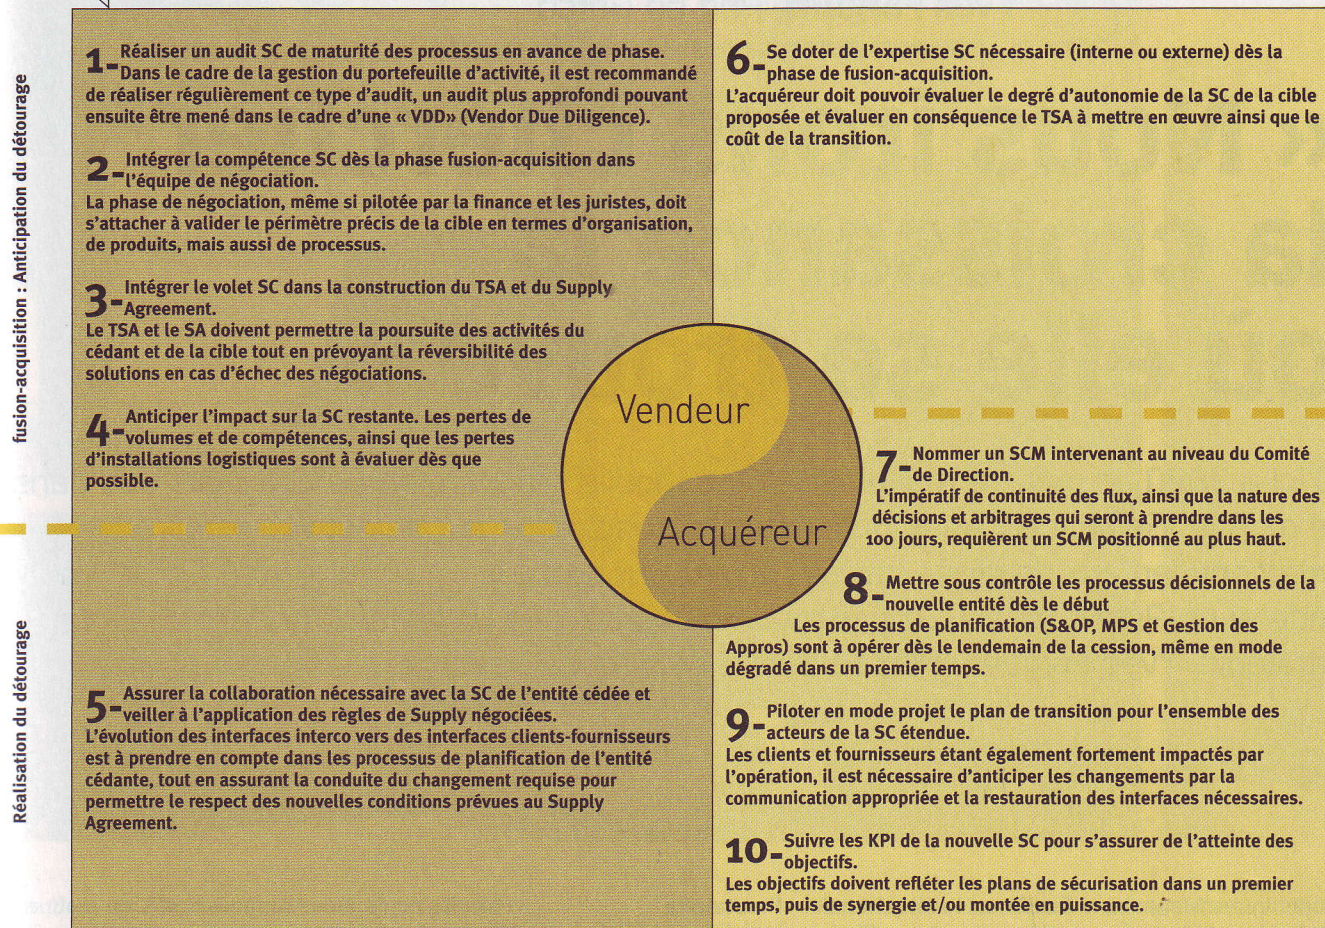 fusion-acquisition : Anticipation du détourage
Réalisation du détourage
1- Réaliser un audit SC de maturité des processus en avance de phase.
Dans le cadre de la gestion du portefeuille d'activité, il est recommandé
de réaliser régulièrement ce type d'audit, un audit plus approfondi pouvant
ensuite être mené dans le cadre d'une « VDD» (Vendor Due Diligence).
2- Intégrer la compétence SC dès la phase fusion-acquisition dans
l'équipe de négociation.
La phase de négociation, même si pilotée par la finance et les juristes, doit
s'attacher à valider le périmètre précis de la cible en termes d'organisation,
de produits, mais aussi de processus.
3- Intégrer le volet SC dans la construction du TSA et du Supply
Agreement.
Le TSA et le SA doivent permettre la poursuite des activités du
cédant et de la cible tout en prévoyant la réversibilité des
solutions en cas d'échec des négociations.
4- Anticiper l'impact sur la SC restante. Les pertes de
volumes et de compétences, ainsi que les pertes
d'installations logistiques sont à évaluer dès que
possible.
5- Assurer la collaboration nécessaire avec la SC de l'entité cédée et
veiller à l'application des règles de Supply négociées.
L'évolution des interfaces interco vers des interfaces clients-fournisseurs
est à prendre en compte dans les processus de planification de l'entité
cédante, tout en assurant la conduite du changement requise pour
permettre le respect des nouvelles conditions prévues au Supply
Agreement.
Vendeur
Acquéreur
6- Se doter de l'expertise SC nécessaire (interne ou externe) dès la
phase de fusion-acquisition.
L'acquéreur doit pouvoir évaluer le degré d'autonomie de la SC de la cible
proposée et évaluer en conséquence le TSA à mettre en œuvre ainsi que le
coût de la transition.
7- Nommer un SCM intervenant au niveau du Comité
de Direction.
L'impératif de continuité des flux, ainsi que la nature des
décisions et arbitrages qui seront à prendre dans les
100 jours, requièrent un SCM positionné au plus haut.
8- Mettre sous contrôle les processus décisionnels de la
nouvelle entité dès le début
Les processus de planification (S&OP, MPS et Gestion des
Appros) sont à opérer dès le lendemain de la cession, même en mode
dégradé dans un premier temps.
9- Piloter en mode projet le plan de transition pour l'ensemble des
acteurs de la SC étendue.
Les clients et fournisseurs étant également fortement impactés par
l'opération, il est nécessaire d'anticiper les changements par la
communication appropriée et la restauration des interfaces nécessaires.
10- Suivre les KPI de la nouvelle SC pour s'assurer de l'atteinte des
objectifs.
Les objectifs doivent refléter les plans de sécurisation dans un premier
temps, puis de synergie et/ou montée en puissance.